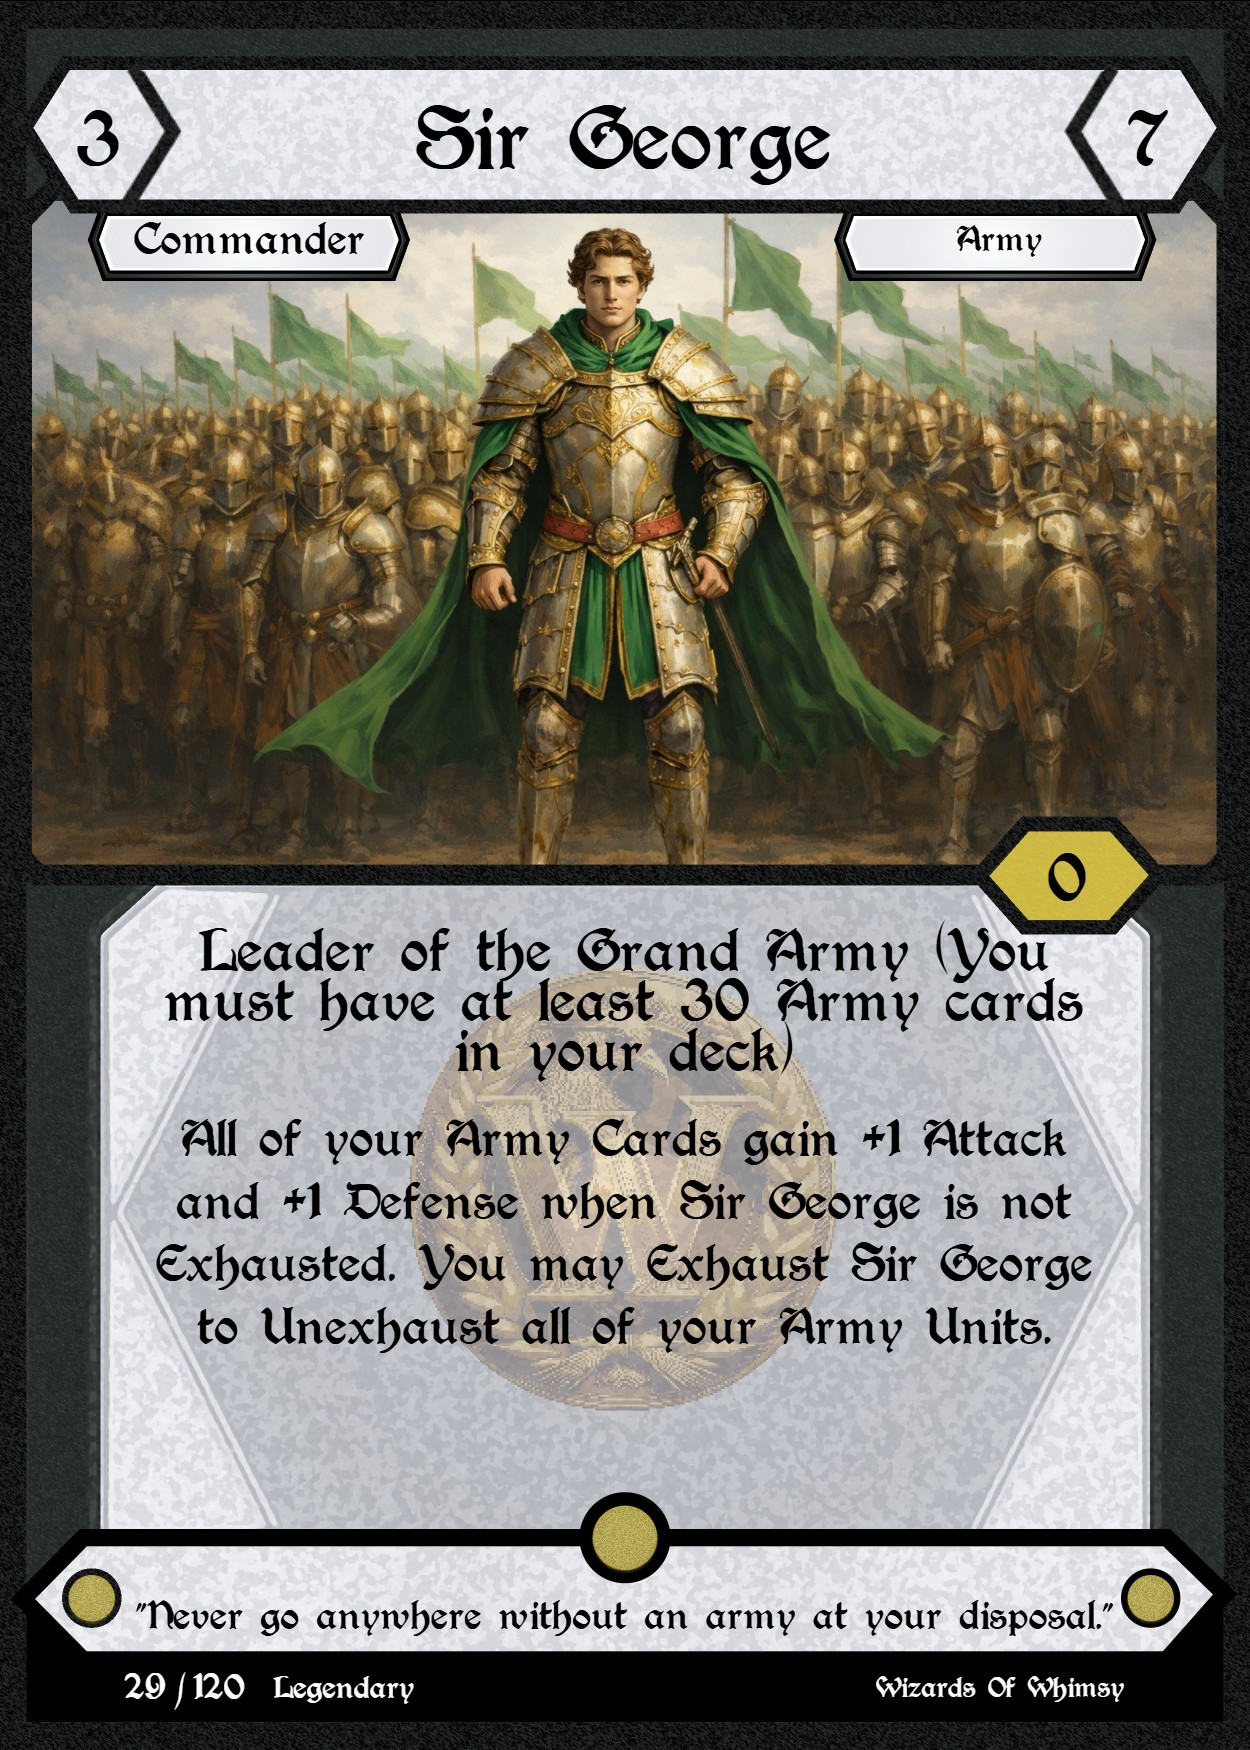 3
Sir George
7
Commander
Army
0
Leader of the Grand Army (You
must have at least 30 Army cards
in your deck)
W
All of your Army Cards gain +1 Attack
and +1 Defense when Sir George is not
Exhausted. You may Exhaust Sir George
to Unexhaust all of your Army Units.
"Never go anywhere without an army at your disposal."
29 / 120 Legendary
Wizards Of Whimsy